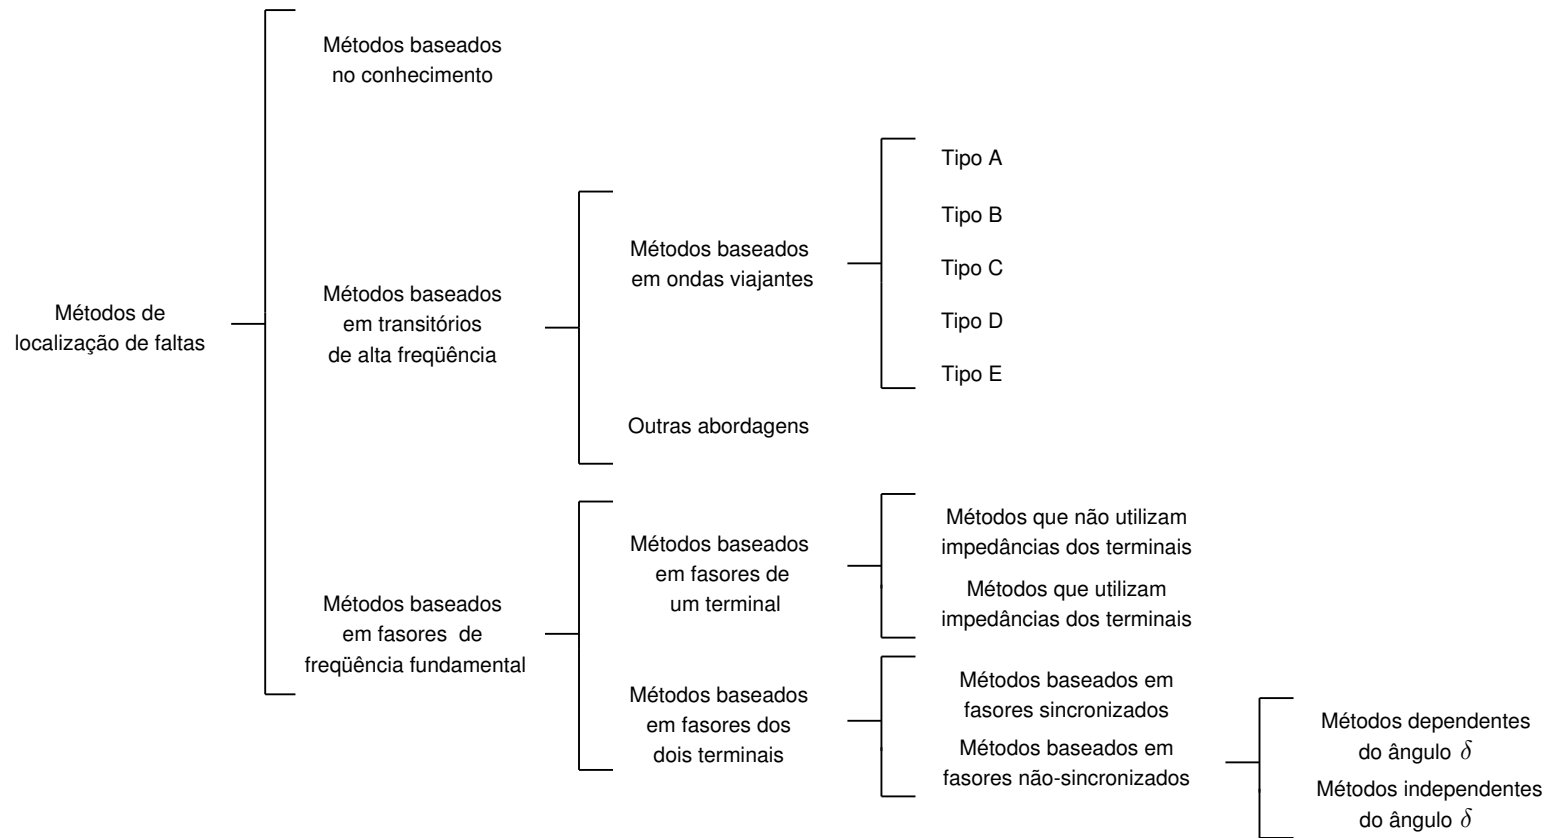 Métodos de
localização de faltas
Métodos baseados
no conhecimento
Métodos baseados
em transitórios
de alta freqüência
Métodos baseados
em ondas viajantes
Tipo A
Tipo B
Tipo C
Tipo D
Tipo E
Outras abordagens
Métodos baseados
em fasores de
freqüência fundamental
Métodos baseados
em fasores de
um terminal
Métodos que não utilizam
impedâncias dos terminais
Métodos que utilizam
impedâncias dos terminais
Métodos baseados
em fasores dos
dois terminais
Métodos baseados em
fasores sincronizados
Métodos baseados em
fasores não-sincronizados
Métodos dependentes
do ângulo δ
Métodos independentes
do ângulo δ